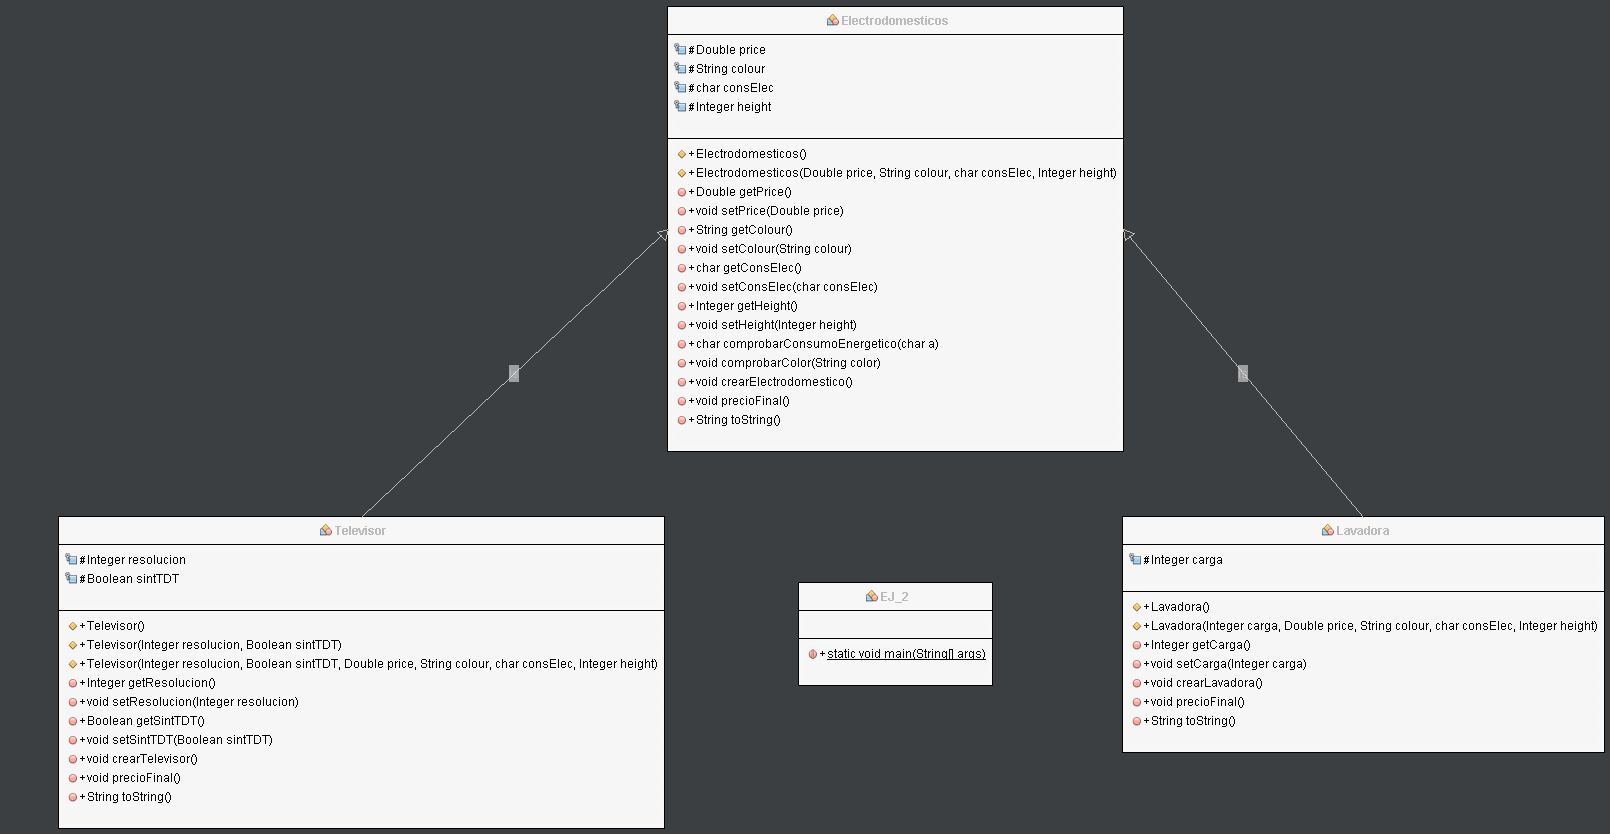 Electrodomesticos
#Double price
#String colour
#char consElec
#Integer height
+Electrodomesticos()
+Electrodomesticos(Double price, String colour, char consElec, Integer height)
+Double getPrice()
+void setPrice(Double price)
+String getColour()
+void setColour(String colour)
+char getConsElec()
+void setConsElec(char consElec)
+Integer getHeight()
+void setHeight(Integer height)
+char comprobarConsumoEnergetico(char a)
+void comprobarColor(String color)
+void crearElectrodomestico()
+void precioFinal()
+String toString()
Televisor
#Integer resolucion
#Boolean sintTDT
+Televisor()
+Televisor(Integer resolucion, Boolean sintTDT)
+Televisor(Integer resolucion, Boolean sintTDT, Double price, String colour, char consElec, Integer height)
+Integer getResolucion()
+void setResolucion(Integer resolucion)
+Boolean getSintTDT()
+void setSintTDT(Boolean sintTDT)
+void crearTelevisor()
+void precioFinal()
+String toString()
EJ_2
+static void main(String[] args)
Lavadora
#Integer carga
+Lavadora()
+Lavadora(Integer carga, Double price, String colour, char consElec, Integer height)
+Integer getCarga()
+void setCarga(Integer carga)
+void crearLavadora()
+void precioFinal()
+String toString()